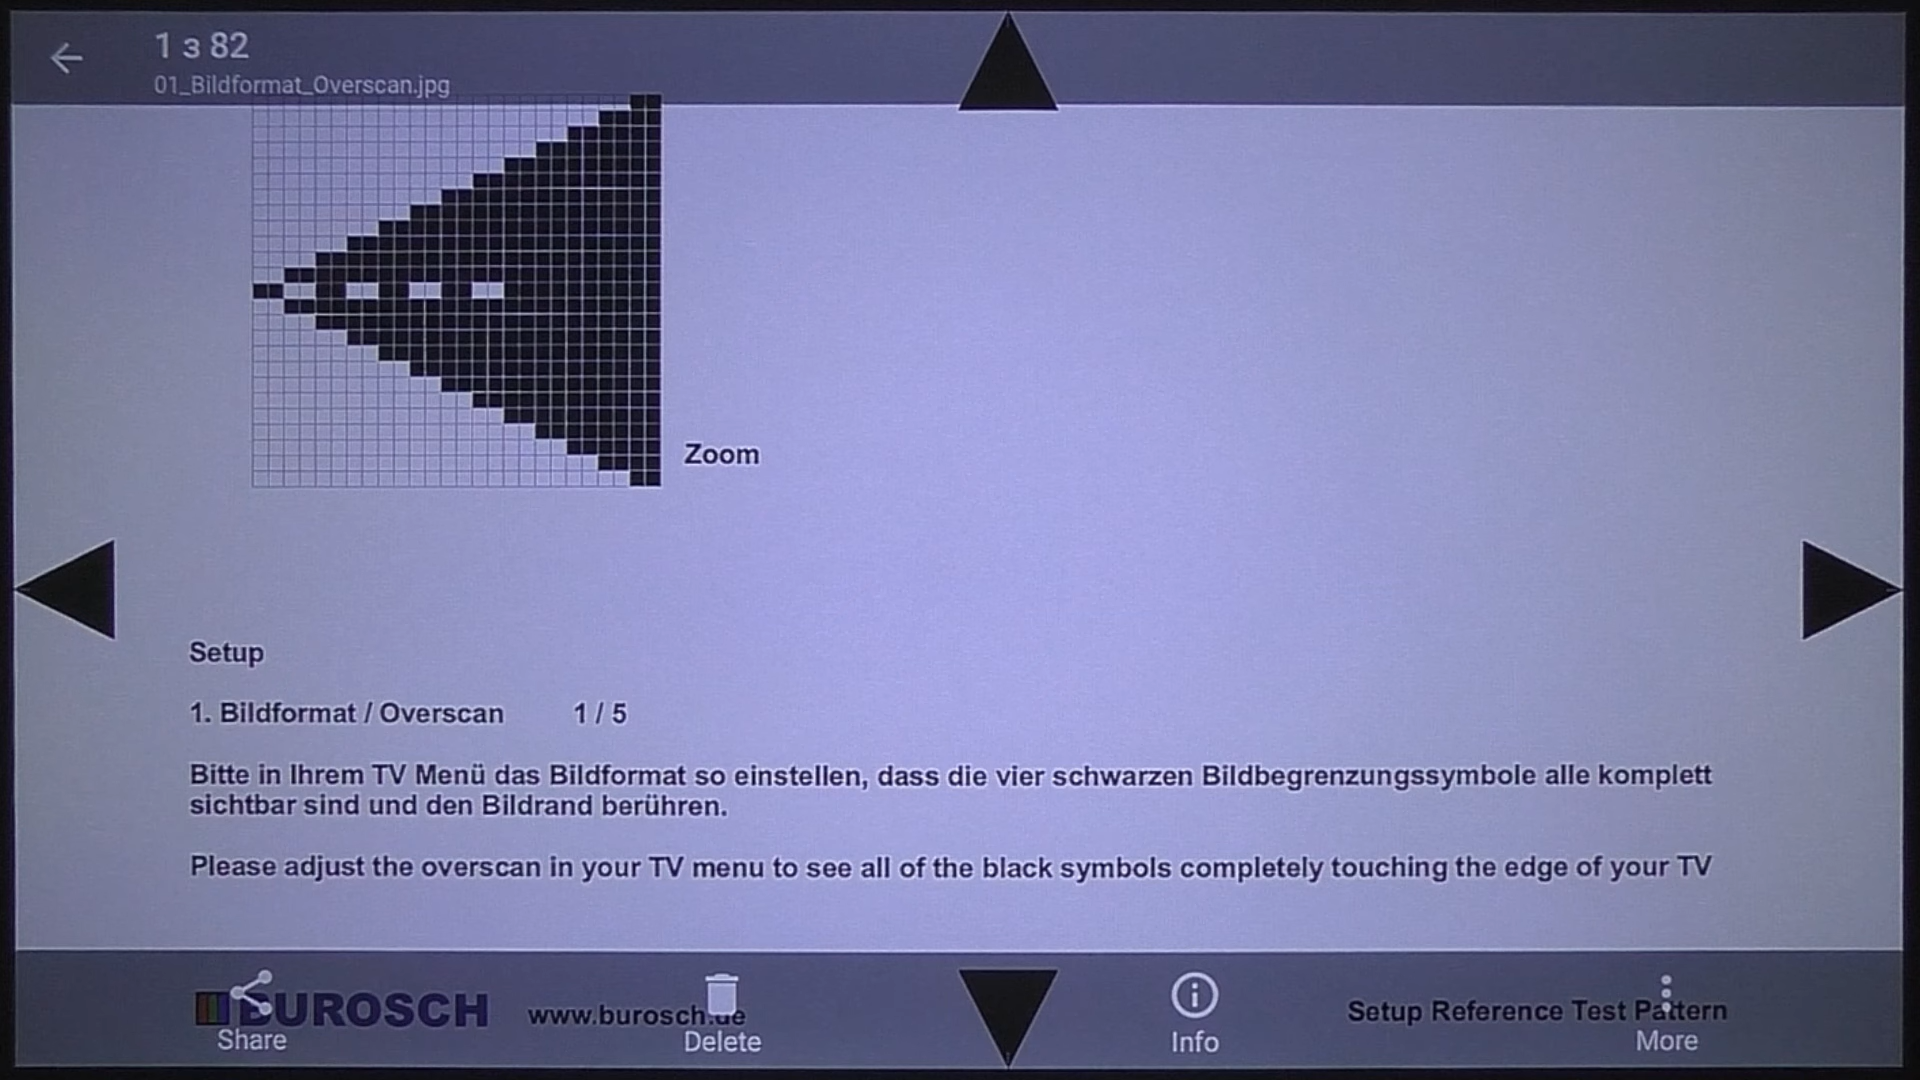 1 з 82
01_Bildformat_Overscan.jpg
Zoom
Setup
1. Bildformat / Overscan 1 / 5
Bitte in Ihrem TV Menü das Bildformat so einstellen, dass die vier schwarzen Bildbegrenzungssymbole alle komplett
sichtbar sind und den Bildrand berühren.
Please adjust the overscan in your TV menu to see all of the black symbols completely touching the edge of your TV
BUROSCH www.burosch.de Setup Reference Test Pattern
Share Delete Info More